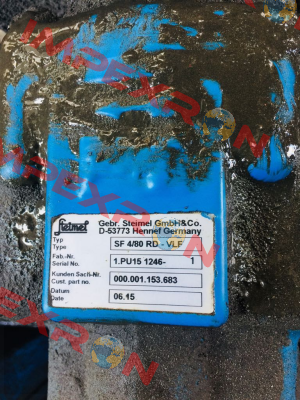 Steimel
Gebr. Steimel GmbH&Co.
D-53773 Hennef Germany
Typ
Type
SF 4/80 RD - VLF
Fab.-Nr.
Serial No.
1.PU15 1246- 1
Kunden Sach-Nr.
Cust. part no.
000.001.153.683
Datum
Date
06.15
IMPEXRON